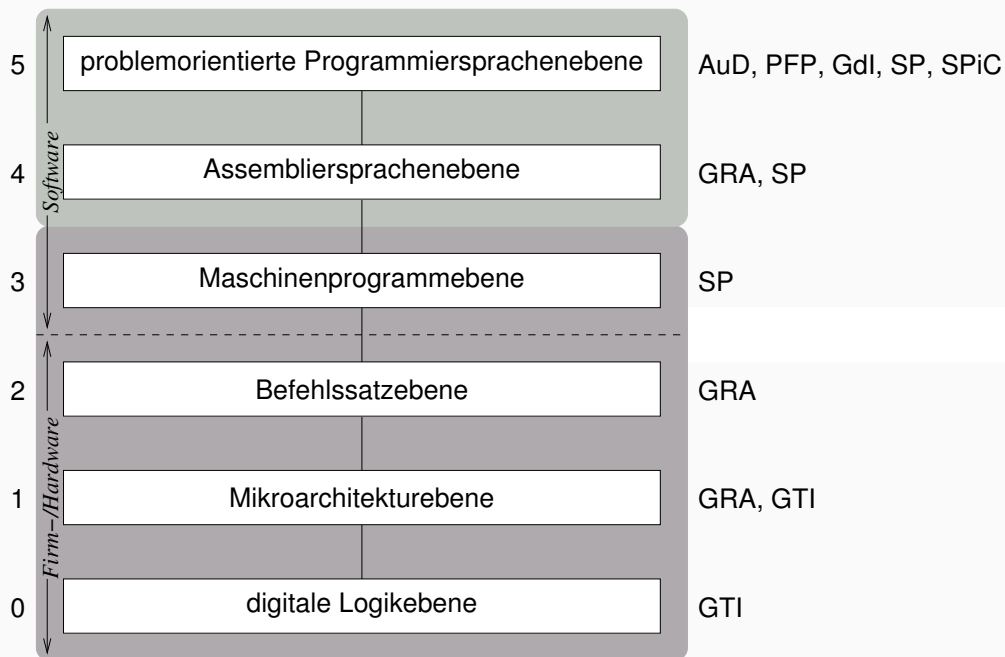 5 problemorientierte Programmiersprachenebene AuD, PFP, GdI, SP, SPiC
4 Assembliersprachenebene GRA, SP
Software
3 Maschinenprogrammebene SP
2 Befehlssatzebene GRA
1 Mikroarchitekturebene GRA, GTI
Firm-/Hardware
0 digitale Logikebene GTI